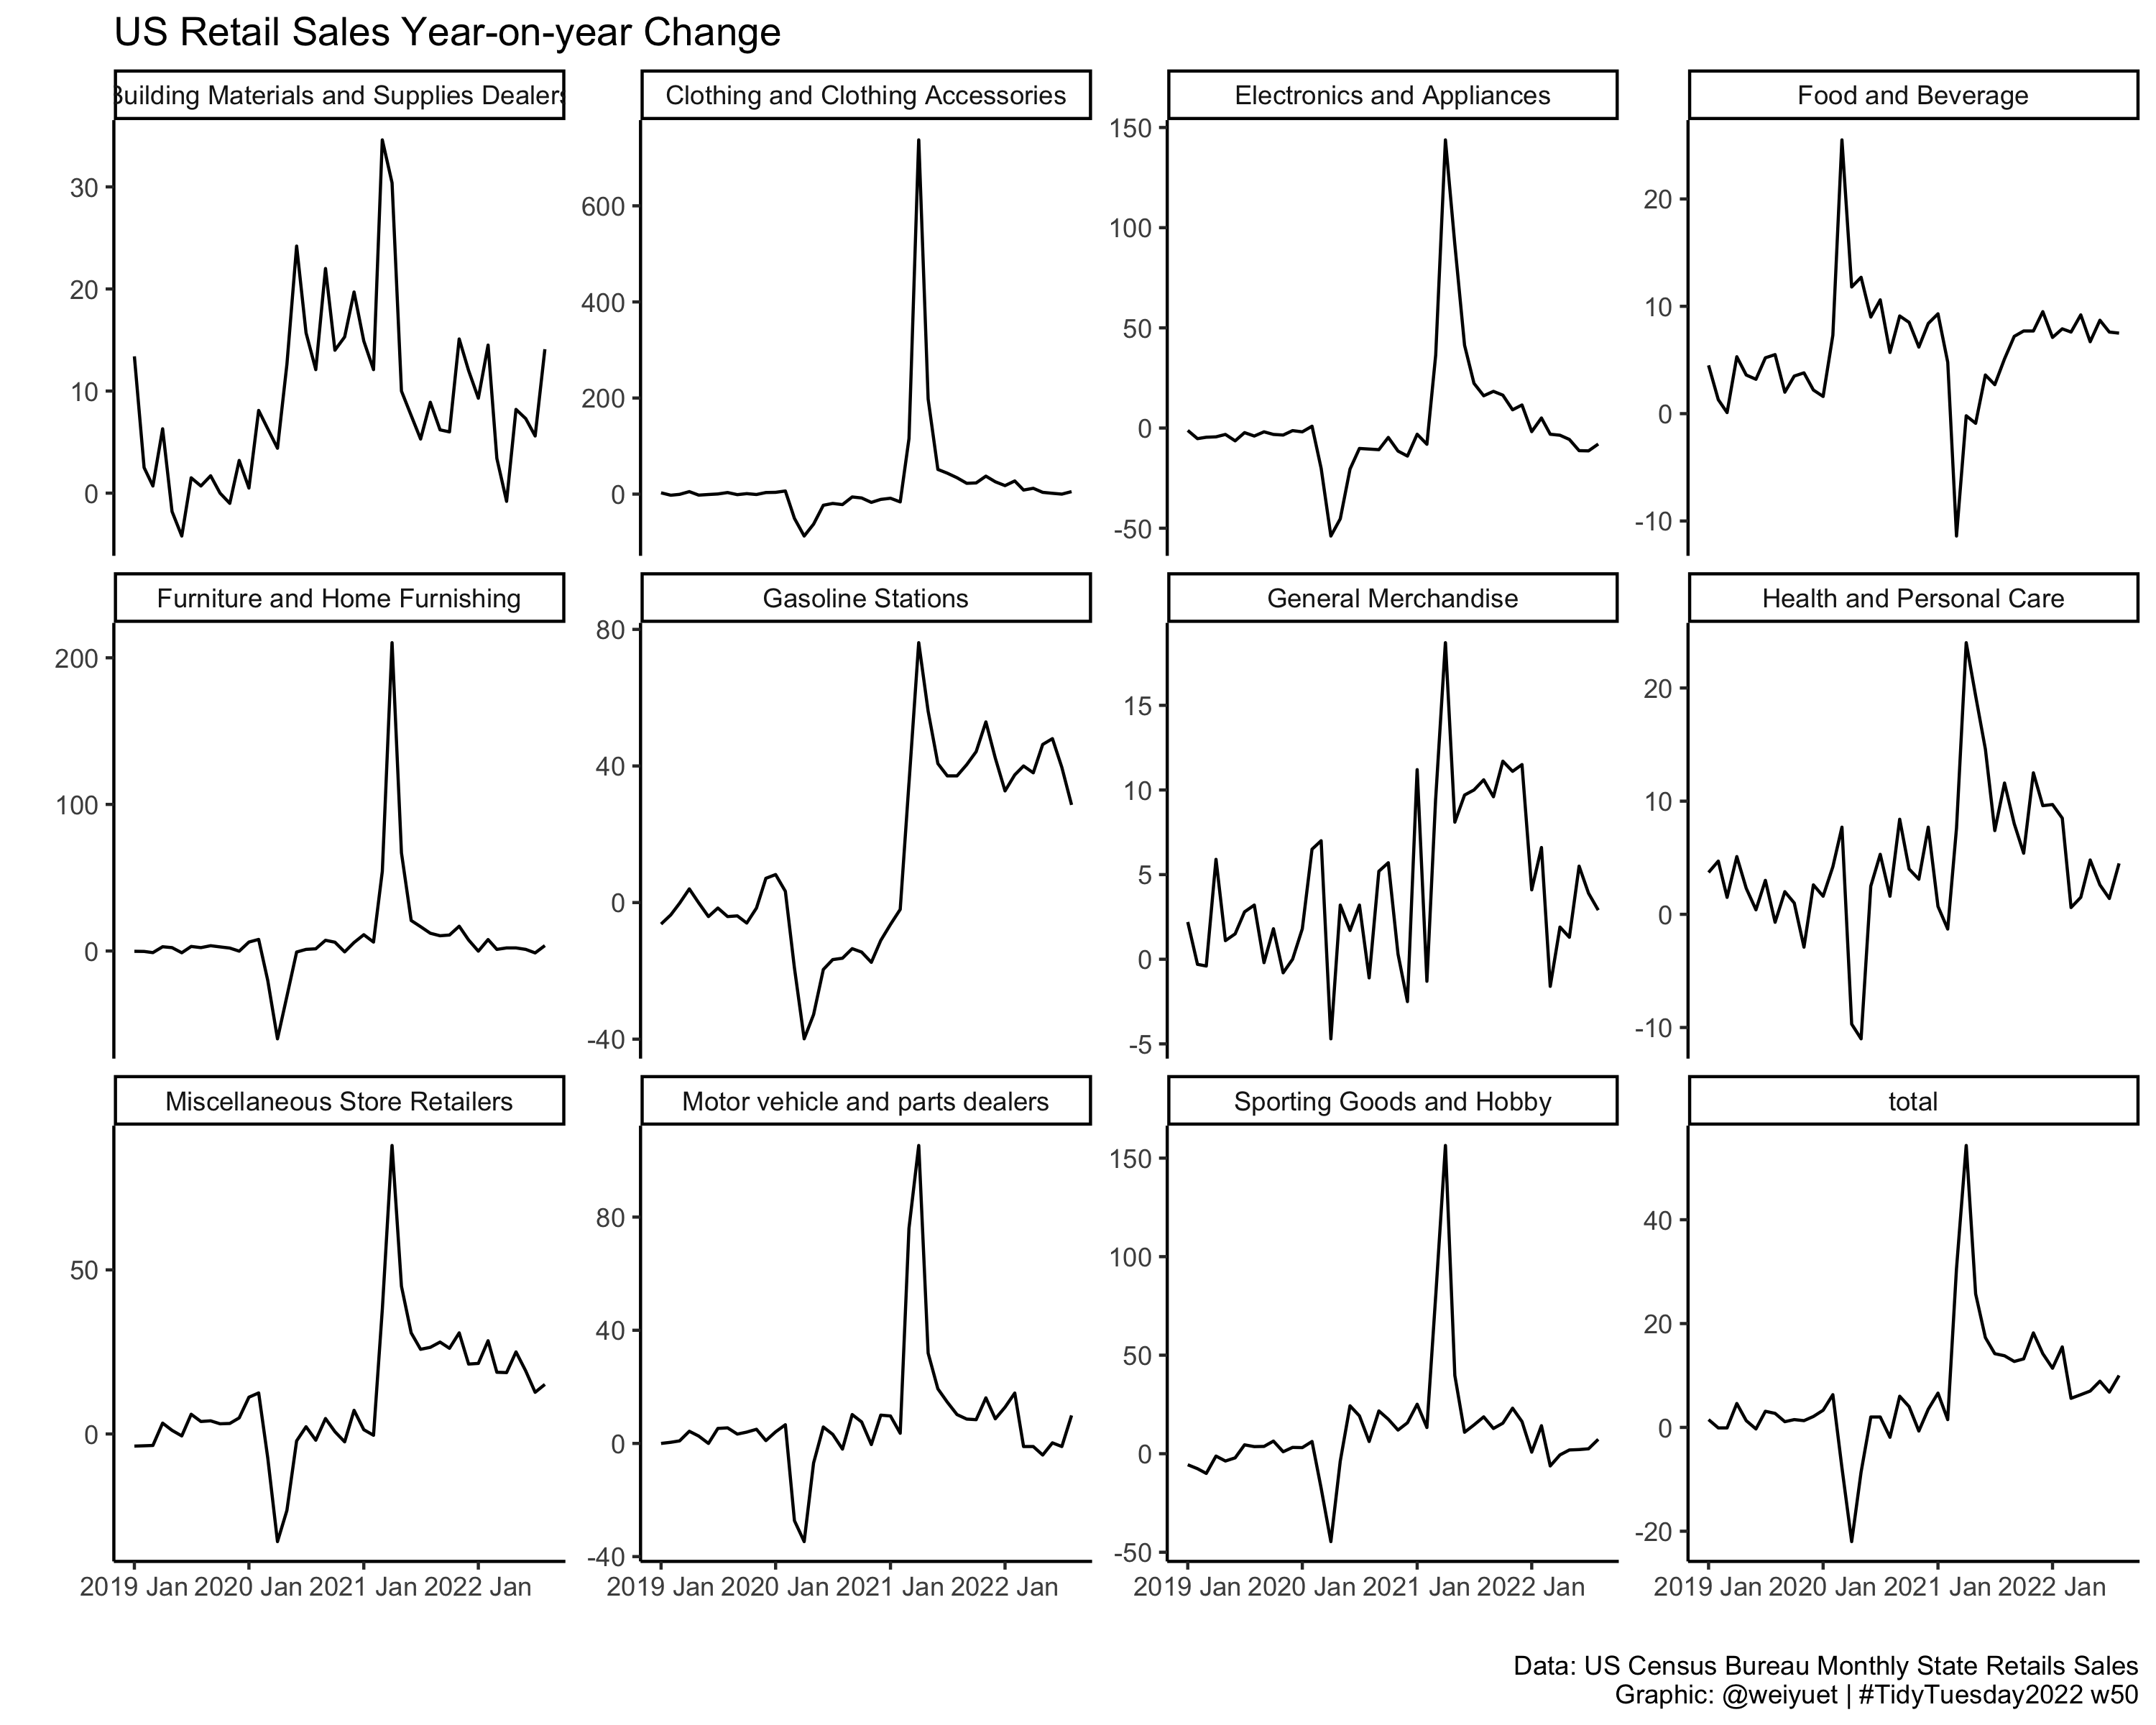 US Retail Sales Year-on-year Change
Building Materials and Supplies Dealers
Clothing and Clothing Accessories
Electronics and Appliances
Food and Beverage
30
20
10
0
600
400
200
0
150
100
50
0
-50
20
10
0
-10
Furniture and Home Furnishing
Gasoline Stations
General Merchandise
Health and Personal Care
200
100
0
80
40
0
-40
15
10
5
0
-5
20
10
0
-10
Miscellaneous Store Retailers
Motor vehicle and parts dealers
Sporting Goods and Hobby
total
50
0
80
40
0
-40
150
100
50
0
-50
40
20
0
-20
2019 Jan 2020 Jan 2021 Jan 2022 Jan
2019 Jan 2020 Jan 2021 Jan 2022 Jan
2019 Jan 2020 Jan 2021 Jan 2022 Jan
2019 Jan 2020 Jan 2021 Jan 2022 Jan
Data: US Census Bureau Monthly State Retails Sales
Graphic: @weiyuet | #TidyTuesday2022 w50